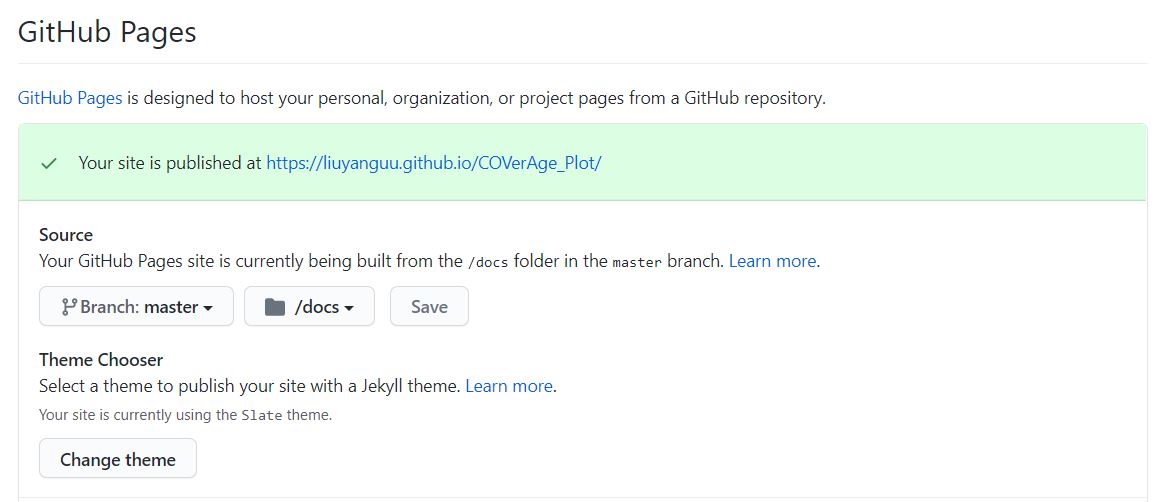 GitHub Pages
GitHub Pages is designed to host your personal, organization, or project pages from a GitHub repository.
Your site is published at https://liuyanguu.github.io/COVerAge_Plot/
Source
Your GitHub Pages site is currently being built from the /docs folder in the master branch. Learn more.
Branch: master /docs Save
Theme Chooser
Select a theme to publish your site with a Jekyll theme. Learn more.
Your site is currently using the Slate theme.
Change theme